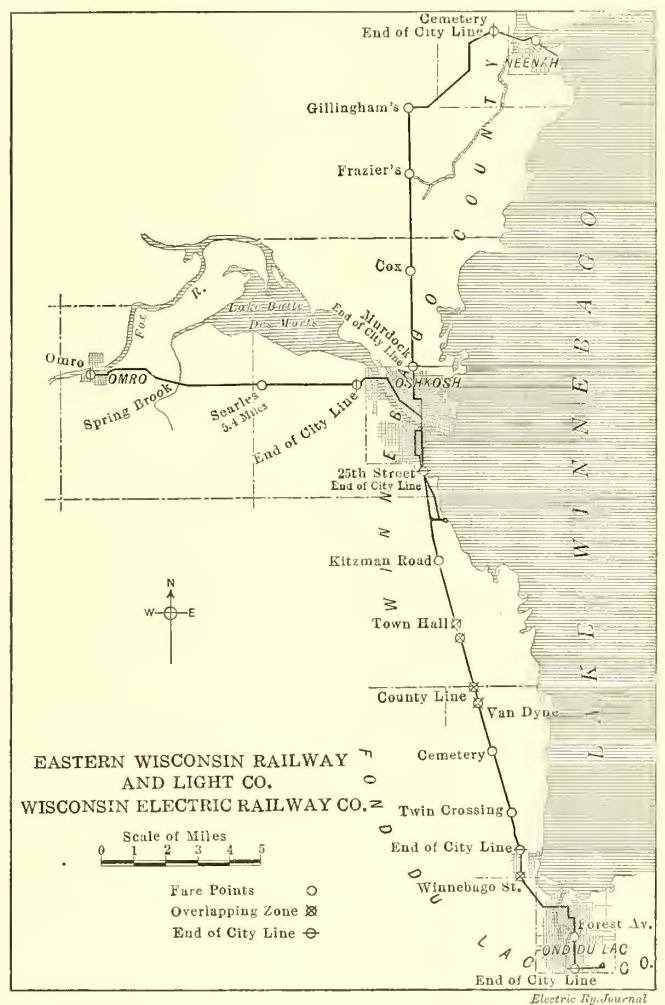 Cemetery
End of City Line
NEENAH
Gillingham's
Frazier's
WINNEBAGO COUNTY
Cox
Fox R.
Lake Butte
Des Morts
Murdock
End of City Line
OSHKOSH
Omro
OMRO
Spring Brook
Searles
5.4 Miles
End of City Line
25th Street
End of City Line
LAKE WINNEBAGO
Kitzman Road
N
W E
Town Hall
County Line
Van Dyne
Cemetery
Twin Crossing
End of City Line
Winnebago St.
FOND DU LAC CO.
Forest Av.
FOND DU LAC
End of City Line
EASTERN WISCONSIN RAILWAY
AND LIGHT CO.
WISCONSIN ELECTRIC RAILWAY CO.
Scale of Miles
0 1 2 3 4 5
Fare Points
Overlapping Zone
End of City Line
Electric Ry. Journal